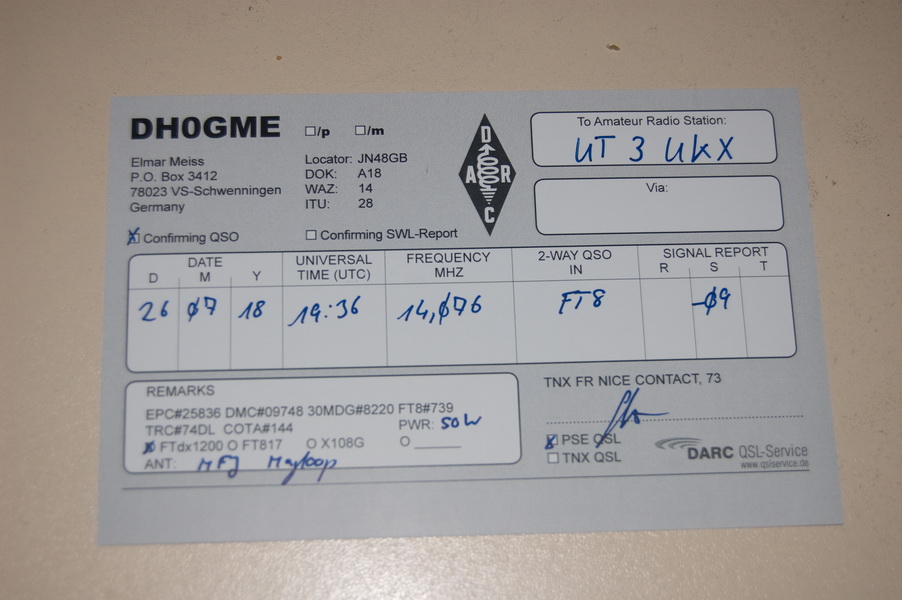 DH0GME ☐/p ☐/m
Elmar Meiss
P.O. Box 3412
78023 VS-Schwenningen
Germany
Locator: JN48GB
DOK: A18
WAZ: 14
ITU: 28
D
A R
C
To Amateur Radio Station:
UT 3 UKX
Via:
☒ Confirming QSO ☐ Confirming SWL-Report
DATE UNIVERSAL FREQUENCY 2-WAY QSO SIGNAL REPORT
D M Y TIME (UTC) MHZ IN R S T
26 07 18 19:36 14,076 FT8 -09
REMARKS
EPC#25836 DMC#09748 30MDG#8220 FT8#739
TRC#74DL COTA#144 PWR: 50W
☒ FTdx1200 O FT817 O X108G O ______
ANT: MFJ Magloop
TNX FR NICE CONTACT, 73
☒ PSE QSL
☐ TNX QSL
DARC QSL-Service
www.qslservice.de